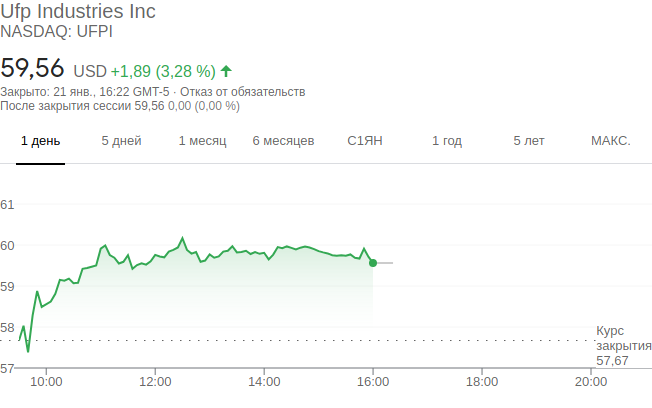 Ufp Industries Inc
NASDAQ: UFPI
59,56 USD +1,89 (3,28 %)
Закрыто: 21 янв., 16:22 GMT-5 · Отказ от обязательств
После закрытия сессии 59,56 0,00 (0,00 %)
1 день 5 дней 1 месяц 6 месяцев С1ЯН 1 год 5 лет МАКС.
61
60
59
58
Курс
закрытия
57,67
57
10:00 12:00 14:00 16:00 18:00 20:00